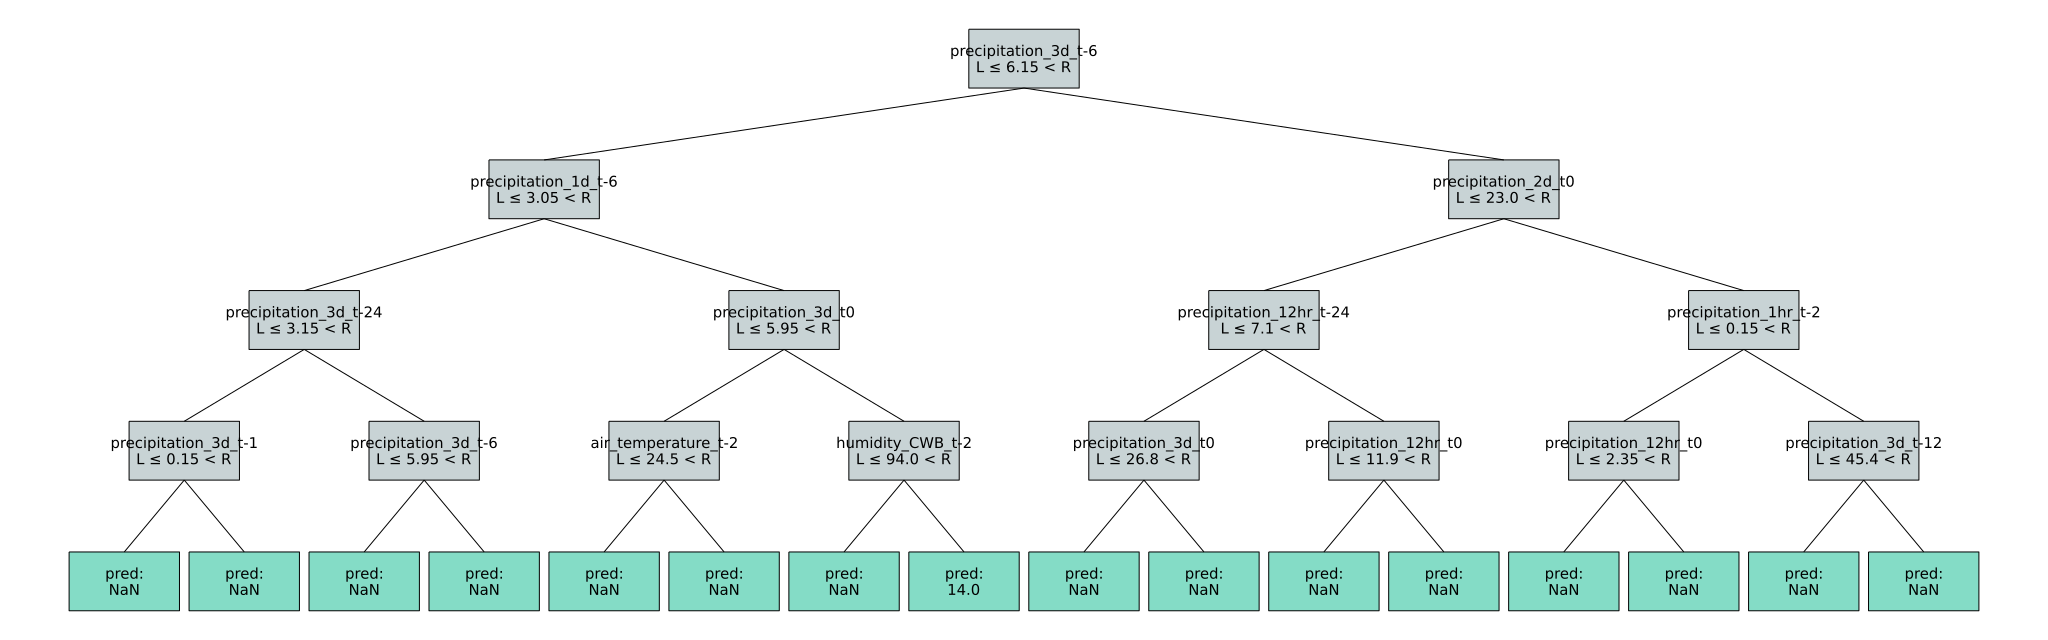 precipitation_3d_t-6
L ≤ 6.15 < R
precipitation_1d_t-6
L ≤ 3.05 < R
precipitation_2d_t0
L ≤ 23.0 < R
precipitation_3d_t-24
L ≤ 3.15 < R
precipitation_3d_t0
L ≤ 5.95 < R
precipitation_12hr_t-24
L ≤ 7.1 < R
precipitation_1hr_t-2
L ≤ 0.15 < R
precipitation_3d_t-1
L ≤ 0.15 < R
precipitation_3d_t-6
L ≤ 5.95 < R
air_temperature_t-2
L ≤ 24.5 < R
humidity_CWB_t-2
L ≤ 94.0 < R
precipitation_3d_t0
L ≤ 26.8 < R
precipitation_12hr_t0
L ≤ 11.9 < R
precipitation_12hr_t0
L ≤ 2.35 < R
precipitation_3d_t-12
L ≤ 45.4 < R
pred:
NaN
pred:
NaN
pred:
NaN
pred:
NaN
pred:
NaN
pred:
NaN
pred:
NaN
pred:
14.0
pred:
NaN
pred:
NaN
pred:
NaN
pred:
NaN
pred:
NaN
pred:
NaN
pred:
NaN
pred:
NaN